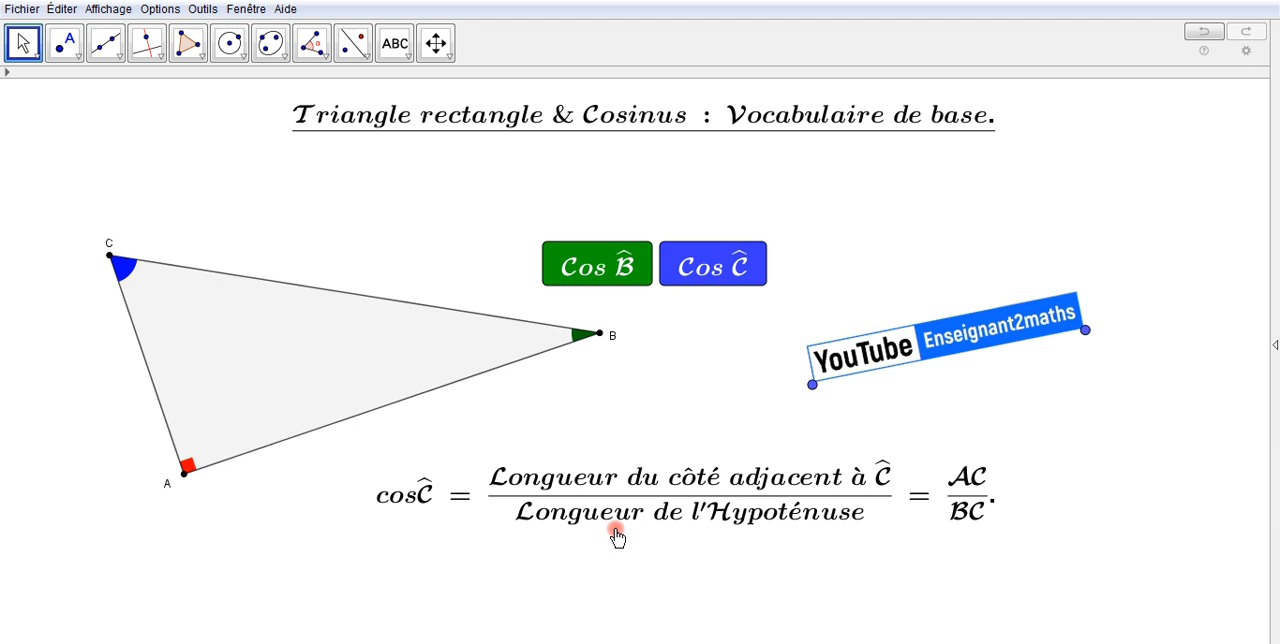 Fichier Éditer Affichage Options Outils Fenêtre Aide
A α ABC
Triangle rectangle & Cosinus : Vocabulaire de base.
C
Cos B̂ Cos Ĉ
B
YouTube Enseignant2maths
A
cosĈ = Longueur du côté adjacent à Ĉ / Longueur de l'Hypoténuse = AC / BC.